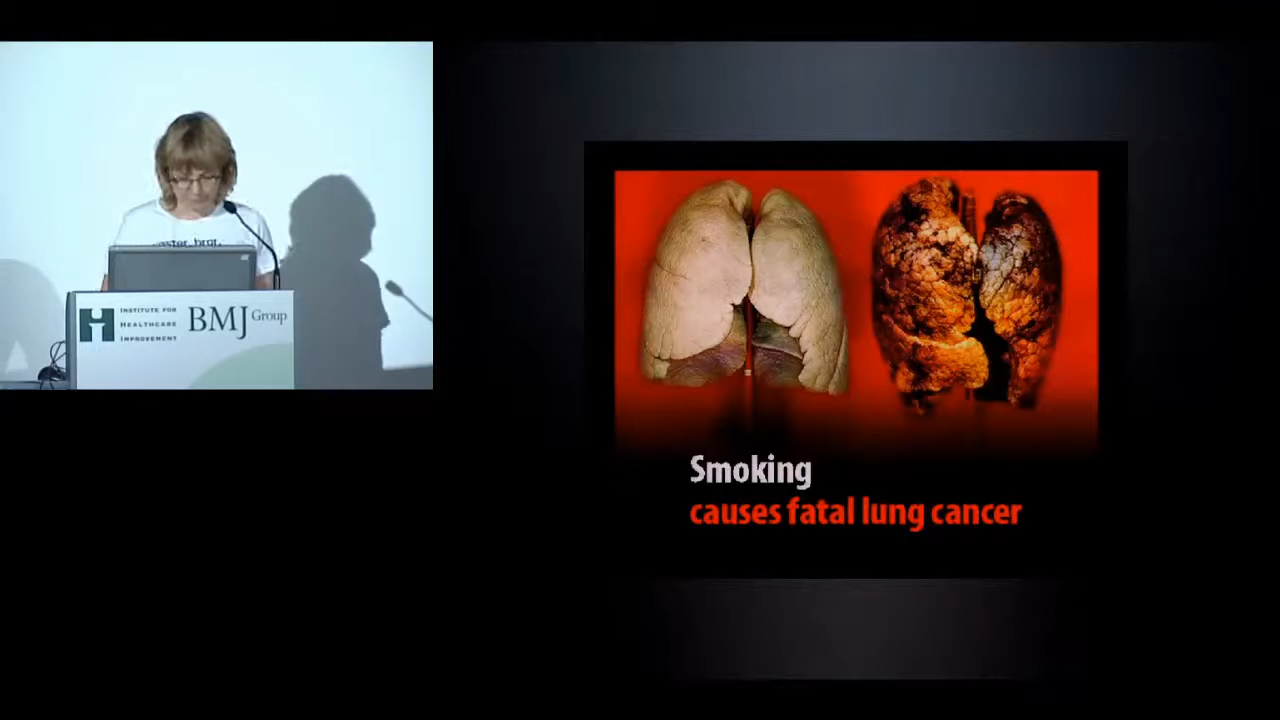 INSTITUTE FOR
HEALTHCARE
IMPROVEMENT
BMJ Group
Smoking
causes fatal lung cancer